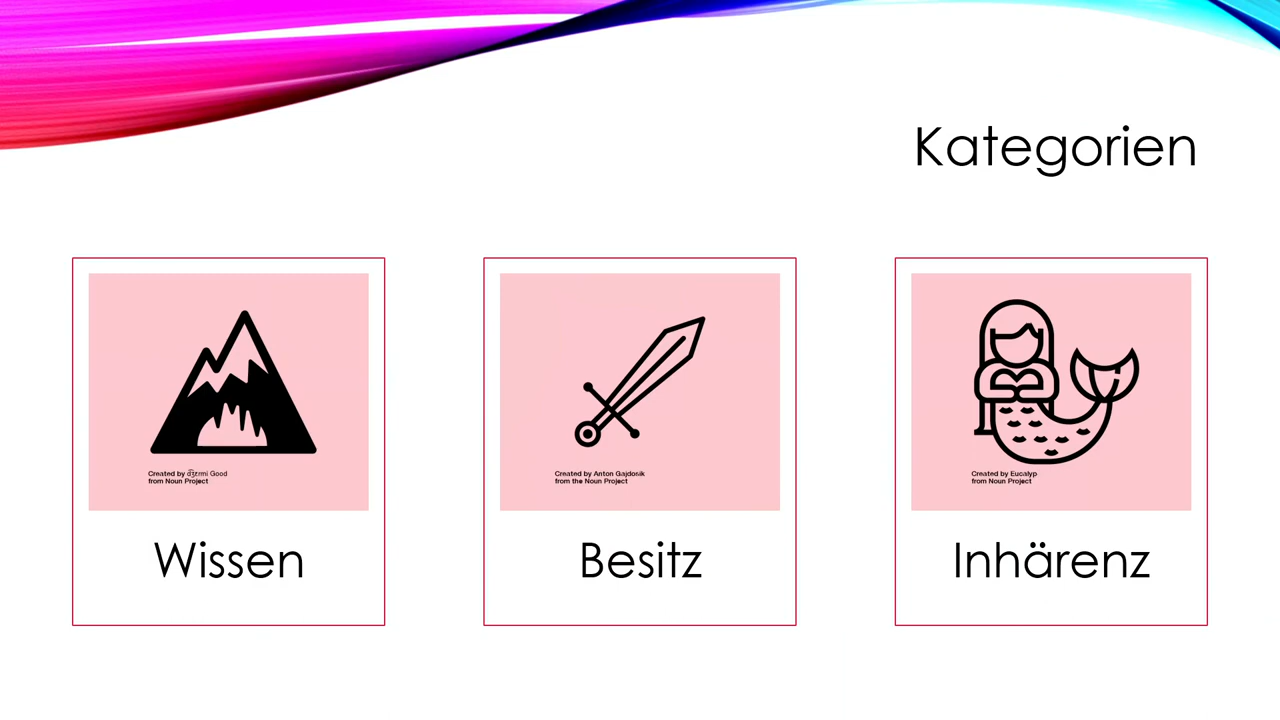 Kategorien
Created by Good
from Noun Project
Wissen
Created by Anton Gajdosik
from the Noun Project
Besitz
Created by Eucalyp
from Noun Project
Inhärenz